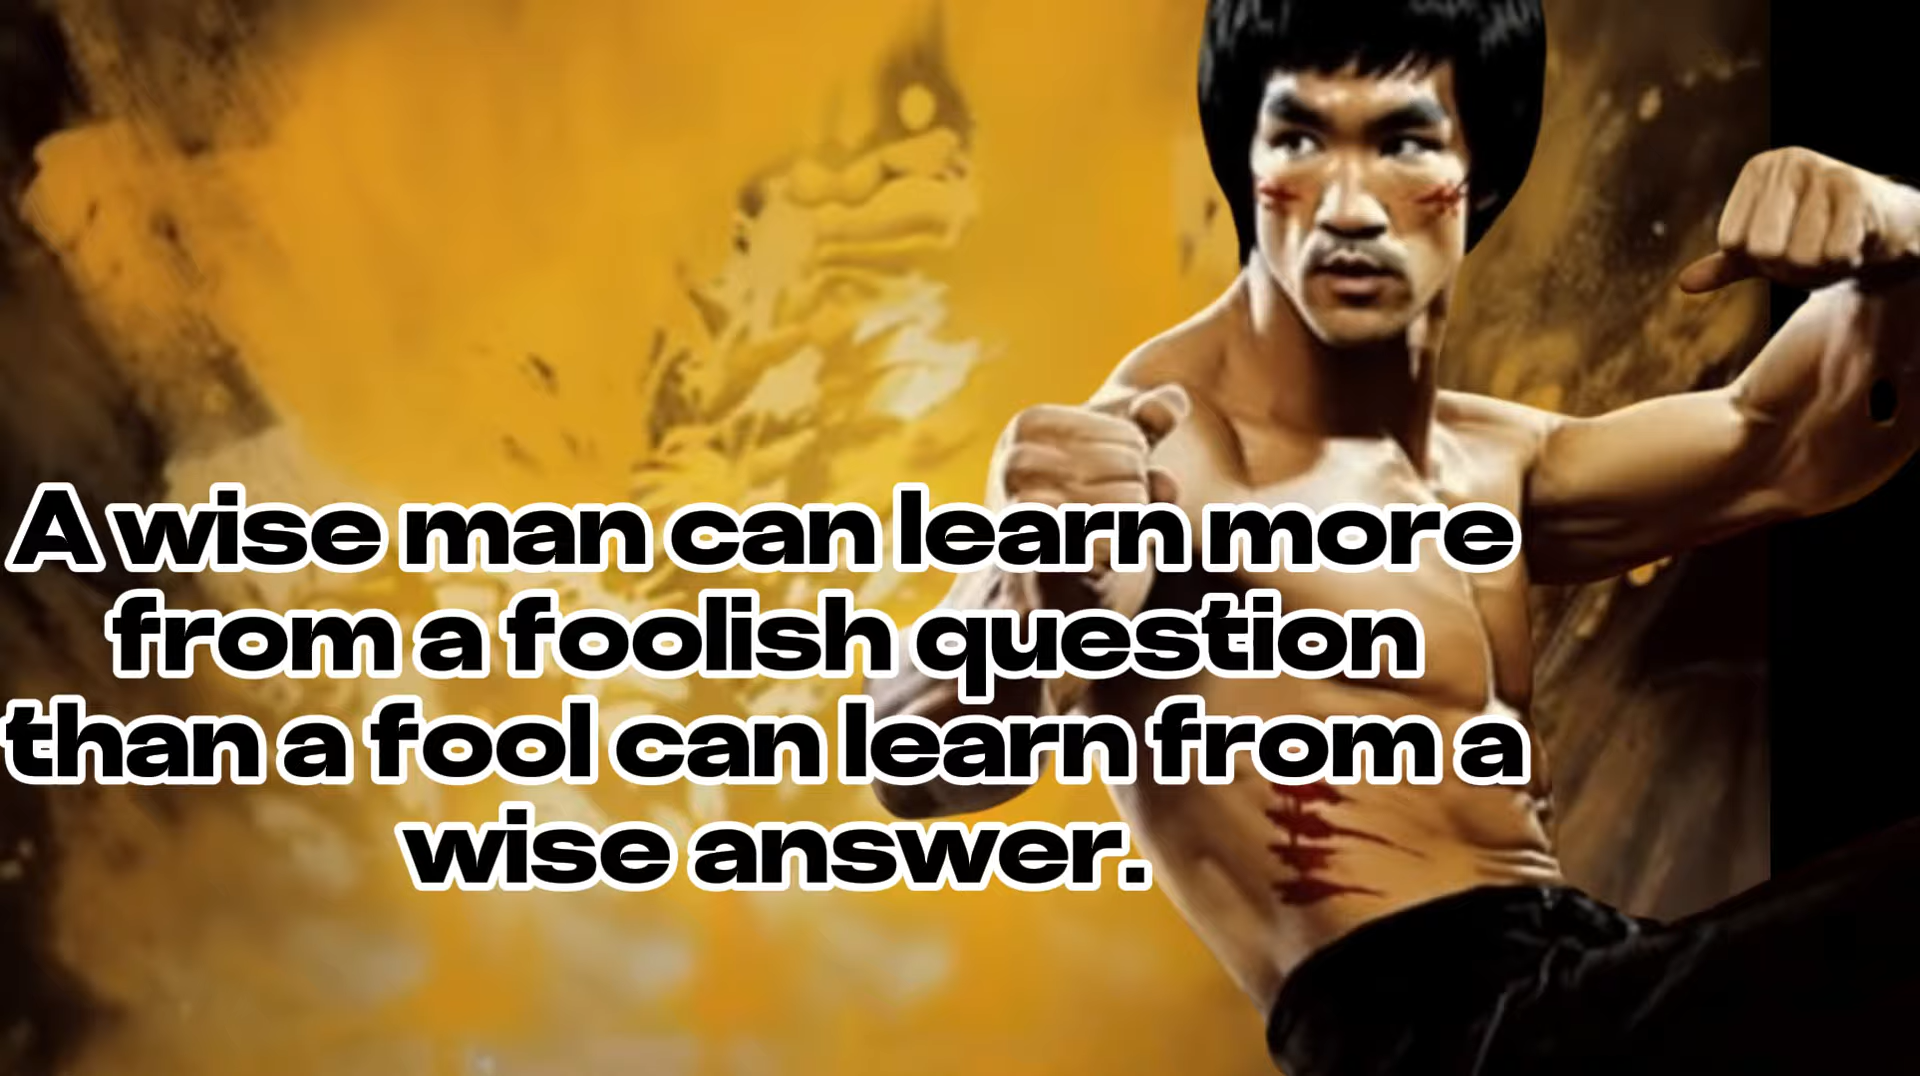 A wise man can learn more
from a foolish question
than a fool can learn from a
wise answer.